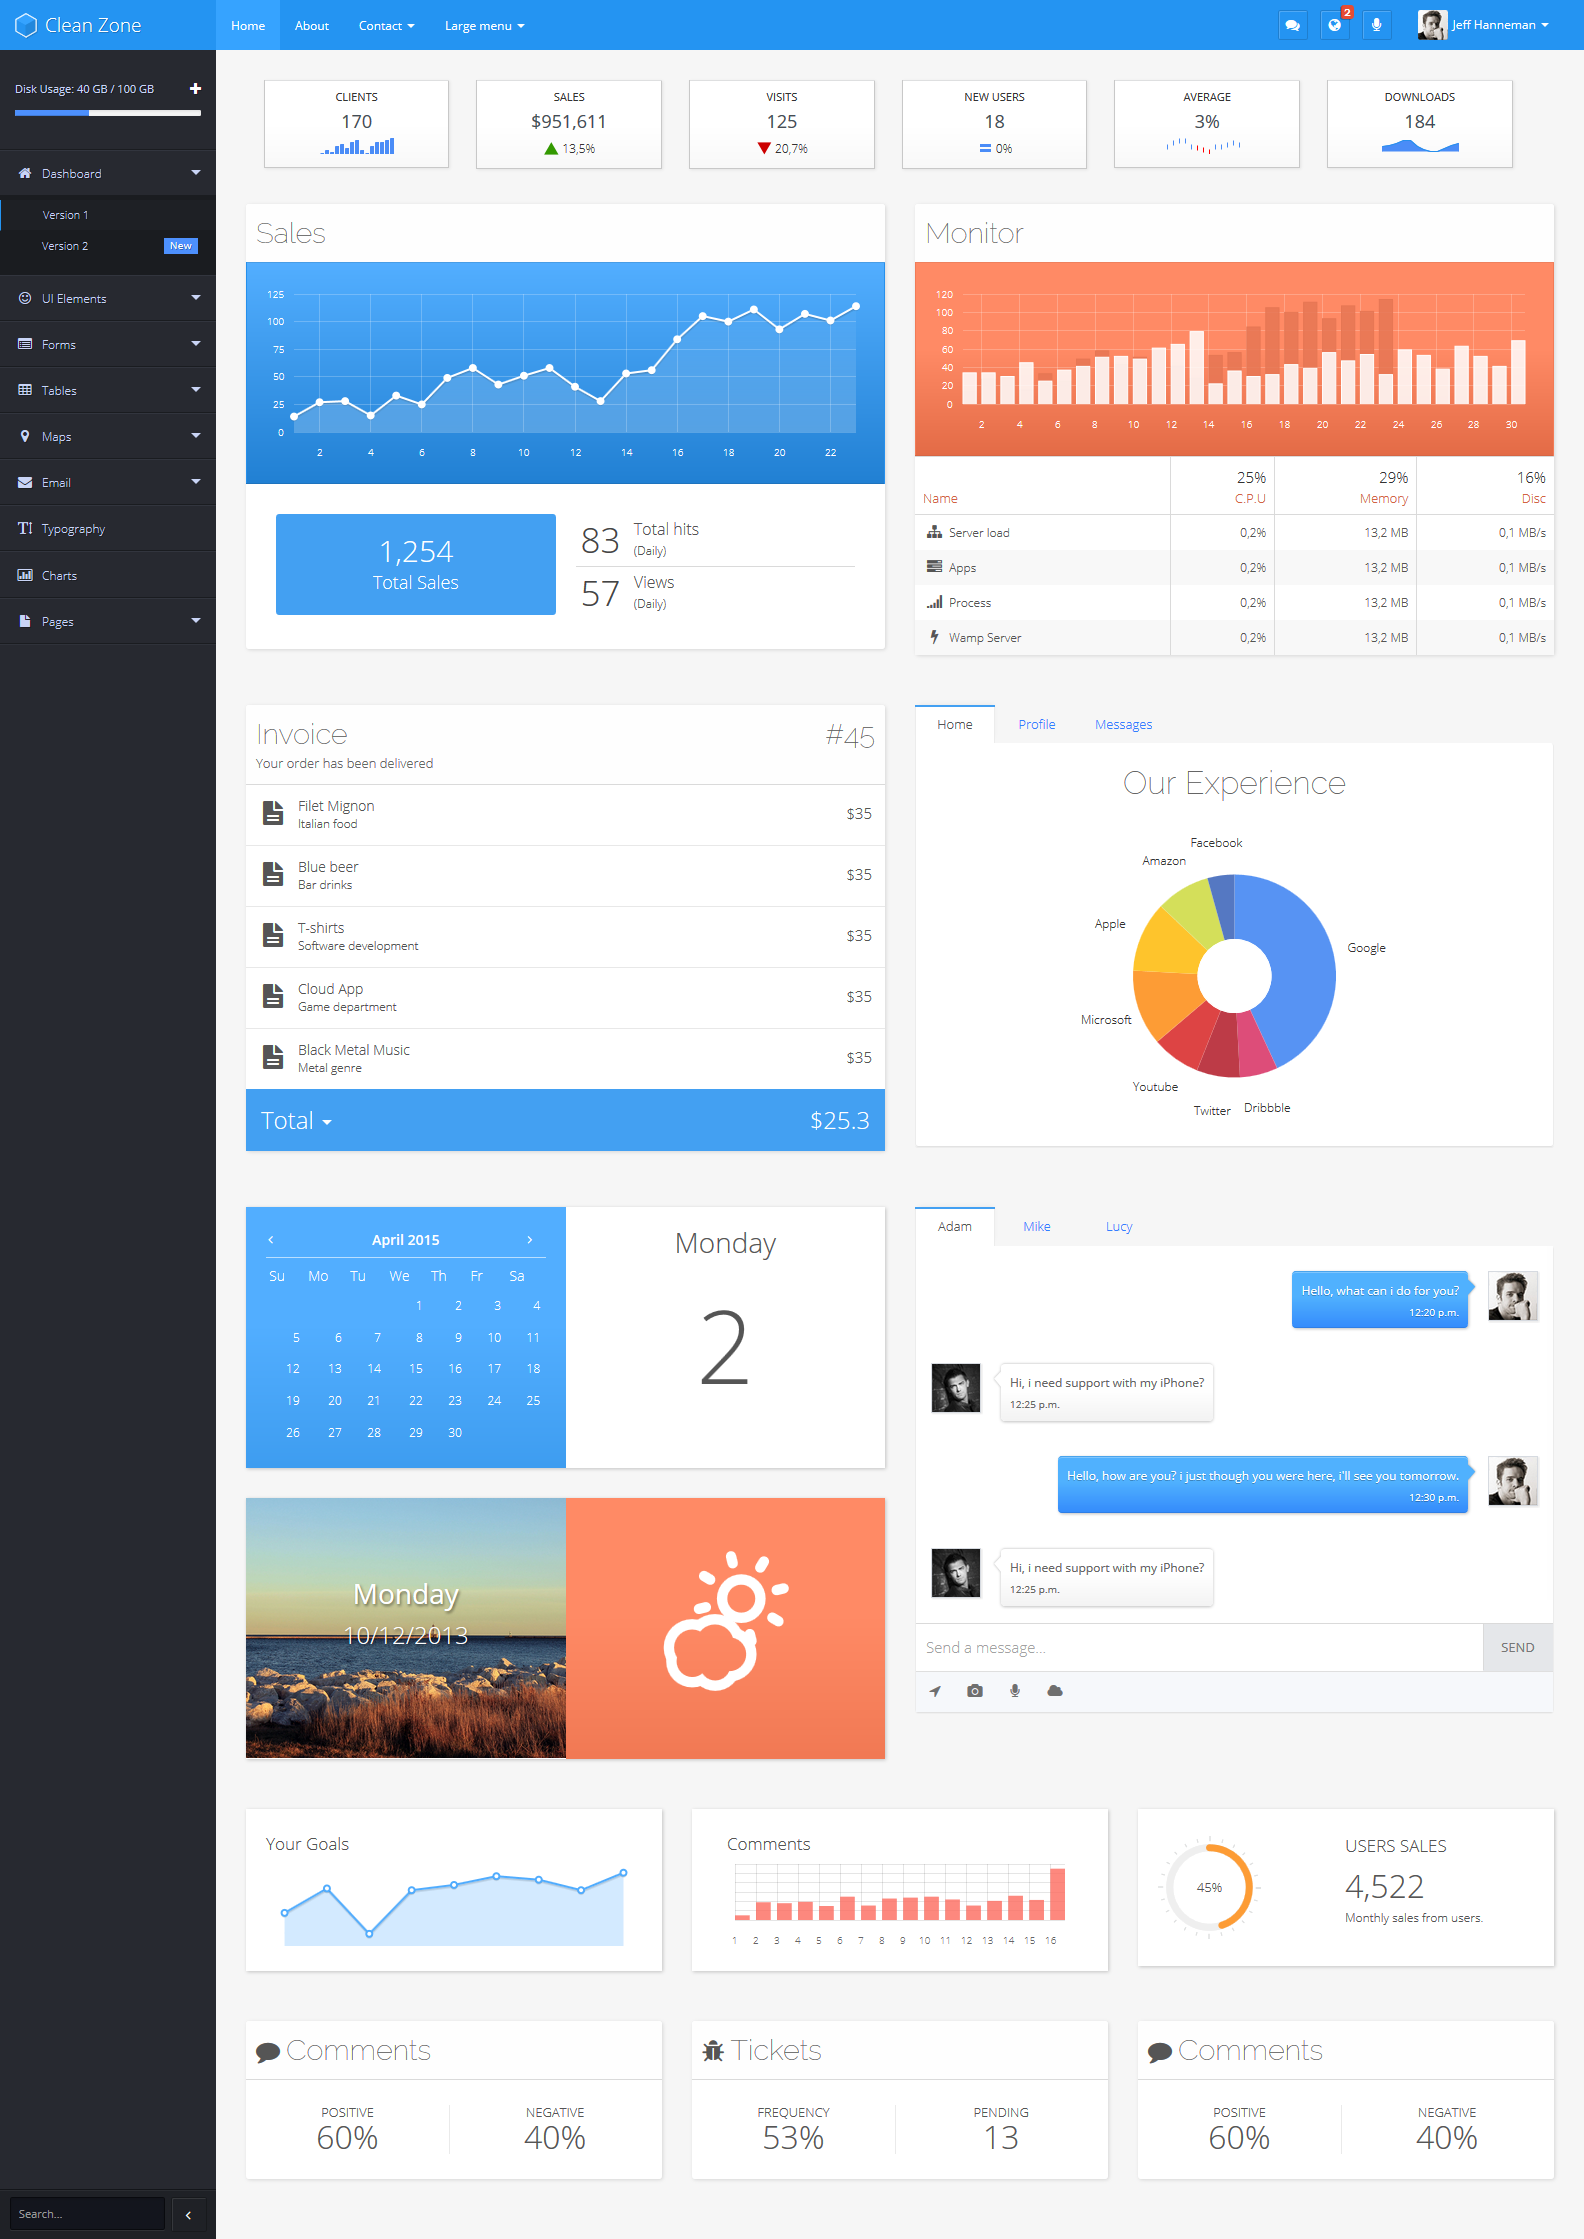 Clean Zone
Home About Contact Large menu
2
Jeff Hanneman
Disk Usage: 40 GB / 100 GB
Dashboard
Version 1
Version 2 New
UI Elements
Forms
Tables
Maps
Email
Typography
Charts
Pages
Search...
CLIENTS
170
SALES
$951,611
13,5%
VISITS
125
20,7%
NEW USERS
18
0%
AVERAGE
3%
DOWNLOADS
184
Sales
125
100
75
50
25
0
2 4 6 8 10 12 14 16 18 20 22
1,254
Total Sales
83 Total hits
(Daily)
57 Views
(Daily)
Monitor
120
100
80
60
40
20
0
2 4 6 8 10 12 14 16 18 20 22 24 26 28 30
25% 29% 16%
Name C.P.U Memory Disc
Server load 0,2% 13,2 MB 0,1 MB/s
Apps 0,2% 13,2 MB 0,1 MB/s
Process 0,2% 13,2 MB 0,1 MB/s
Wamp Server 0,2% 13,2 MB 0,1 MB/s
Invoice #45
Your order has been delivered
Filet Mignon $35
Italian food
Blue beer $35
Bar drinks
T-shirts $35
Software development
Cloud App $35
Game department
Black Metal Music $35
Metal genre
Total $25.3
Home Profile Messages
Our Experience
Facebook
Amazon
Apple
Google
Microsoft
Youtube
Twitter
Dribbble
April 2015
Su Mo Tu We Th Fr Sa
1 2 3 4
5 6 7 8 9 10 11
12 13 14 15 16 17 18
19 20 21 22 23 24 25
26 27 28 29 30
Monday
2
Monday
10/12/2013
Adam Mike Lucy
Hello, what can i do for you?
12:20 p.m.
Hi, i need support with my iPhone?
12:25 p.m.
Hello, how are you? i just though you were here, i'll see you tomorrow.
12:30 p.m.
Hi, i need support with my iPhone?
12:25 p.m.
Send a message... SEND
Your Goals
Comments
1 2 3 4 5 6 7 8 9 10 11 12 13 14 15 16
45%
USERS SALES
4,522
Monthly sales from users.
Comments
POSITIVE NEGATIVE
60% 40%
Tickets
FREQUENCY PENDING
53% 13
Comments
POSITIVE NEGATIVE
60% 40%